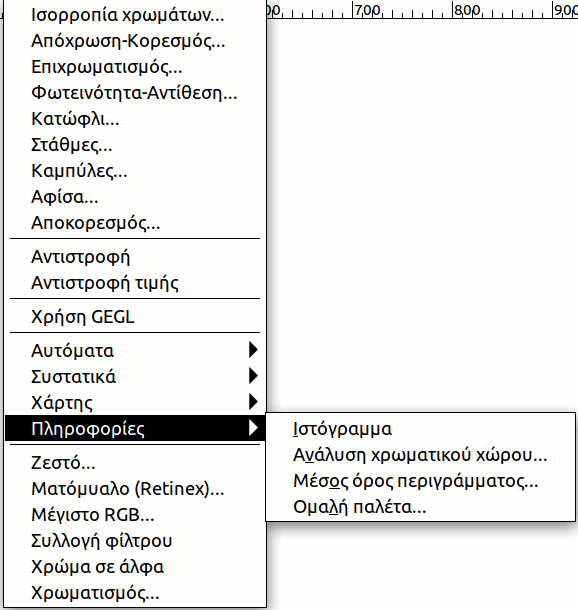 Ισορροπία χρωμάτων...
00 700 800 900
Απόχρωση-Κορεσμός...
Επιχρωματισμός...
Φωτεινότητα-Αντίθεση...
Κατώφλι...
Στάθμες...
Καμπύλες...
Αφίσα...
Αποκορεσμός...
Αντιστροφή
Αντιστροφή τιμής
Χρήση GEGL
Αυτόματα
Συστατικά
Χάρτης
Πληροφορίες
Ιστόγραμμα
Ανάλυση χρωματικού χώρου...
Μέσος όρος περιγράμματος...
Ομαλή παλέτα...
Ζεστό...
Ματόμυαλο (Retinex)...
Μέγιστο RGB...
Συλλογή φίλτρου
Χρώμα σε άλφα
Χρωματισμός...